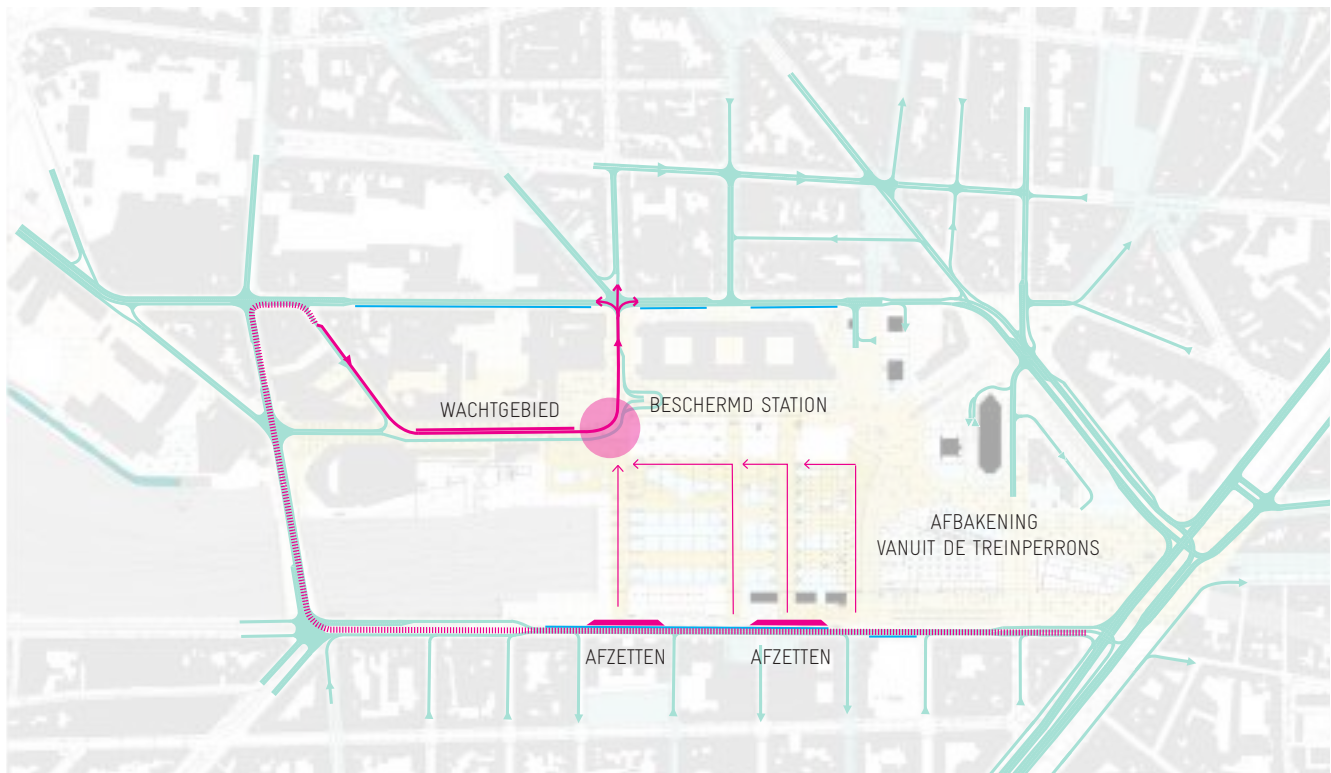 WACHTGEBIED
BESCHERMD STATION
AFBAKENING
VANUIT DE TREINPERRONS
AFZETTEN
AFZETTEN